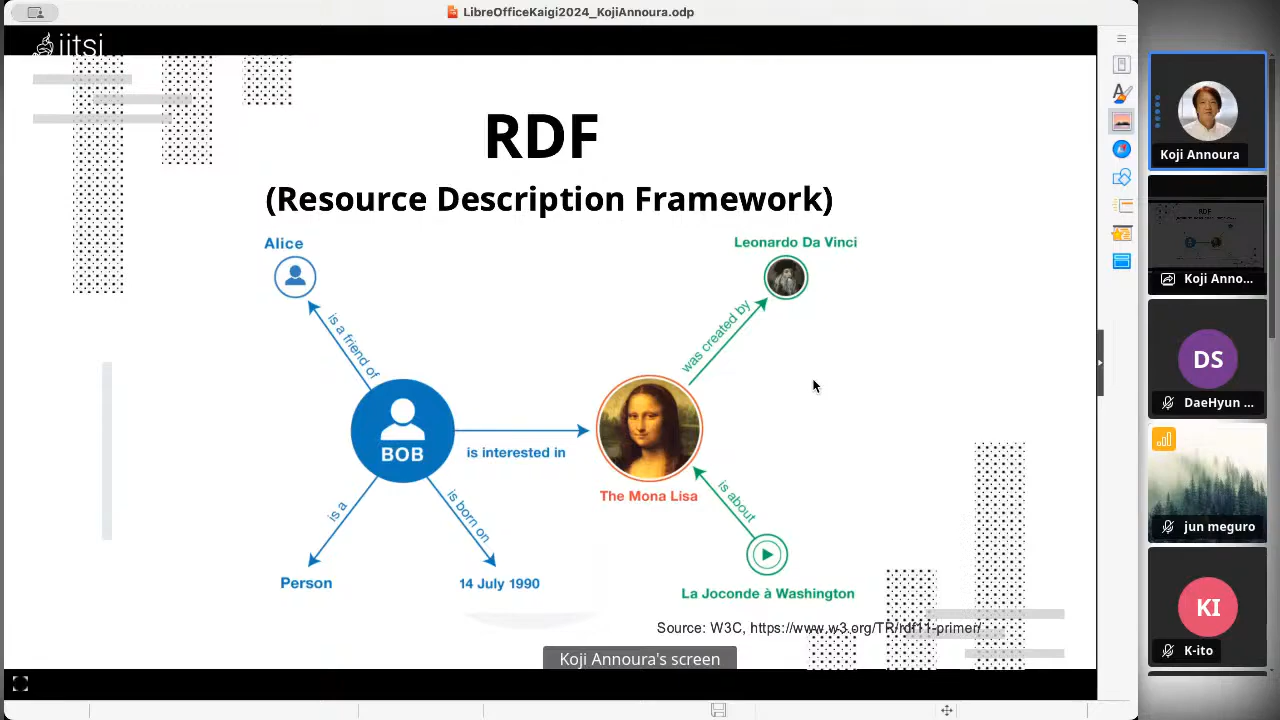 LibreOfficeKaigi2024_KojiAnnoura.odp
iitsi
RDF
(Resource Description Framework)
Alice
Leonardo Da Vinci
is a friend of
was created by
BOB
is interested in
The Mona Lisa
is a
is born on
is about
Person
14 July 1990
La Joconde à Washington
Source: W3C, https://www.w3.org/TR/rdf11-primer/
Koji Annoura's screen
Koji Annoura
RDF
Koji Anno...
DS
DaeHyun ...
jun meguro
KI
K-ito